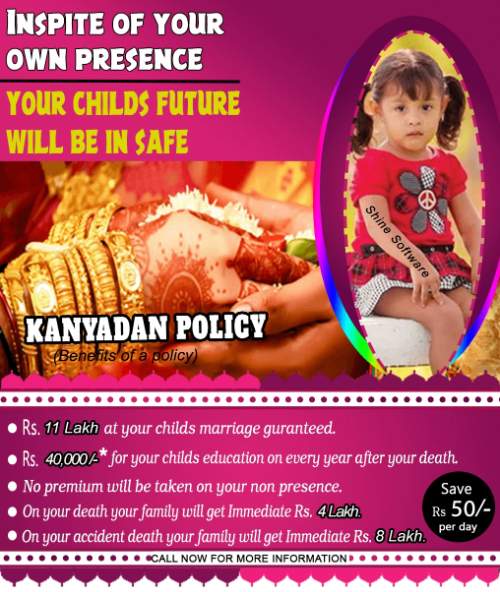 INSPITE OF YOUR
OWN PRESENCE
YOUR CHILDS FUTURE
WILL BE IN SAFE
Shine Software
KANYADAN POLICY
(Benefits of a policy)
Rs. 11 Lakh at your childs marriage guranteed.
Rs. 40,000/-* for your childs education on every year after your death.
No premium will be taken on your non presence.
On your death your family will get Immediate Rs. 4 Lakh.
On your accident death your family will get Immediate Rs. 8 Lakh.
Save
Rs 50/-
per day
CALL NOW FOR MORE INFORMATION